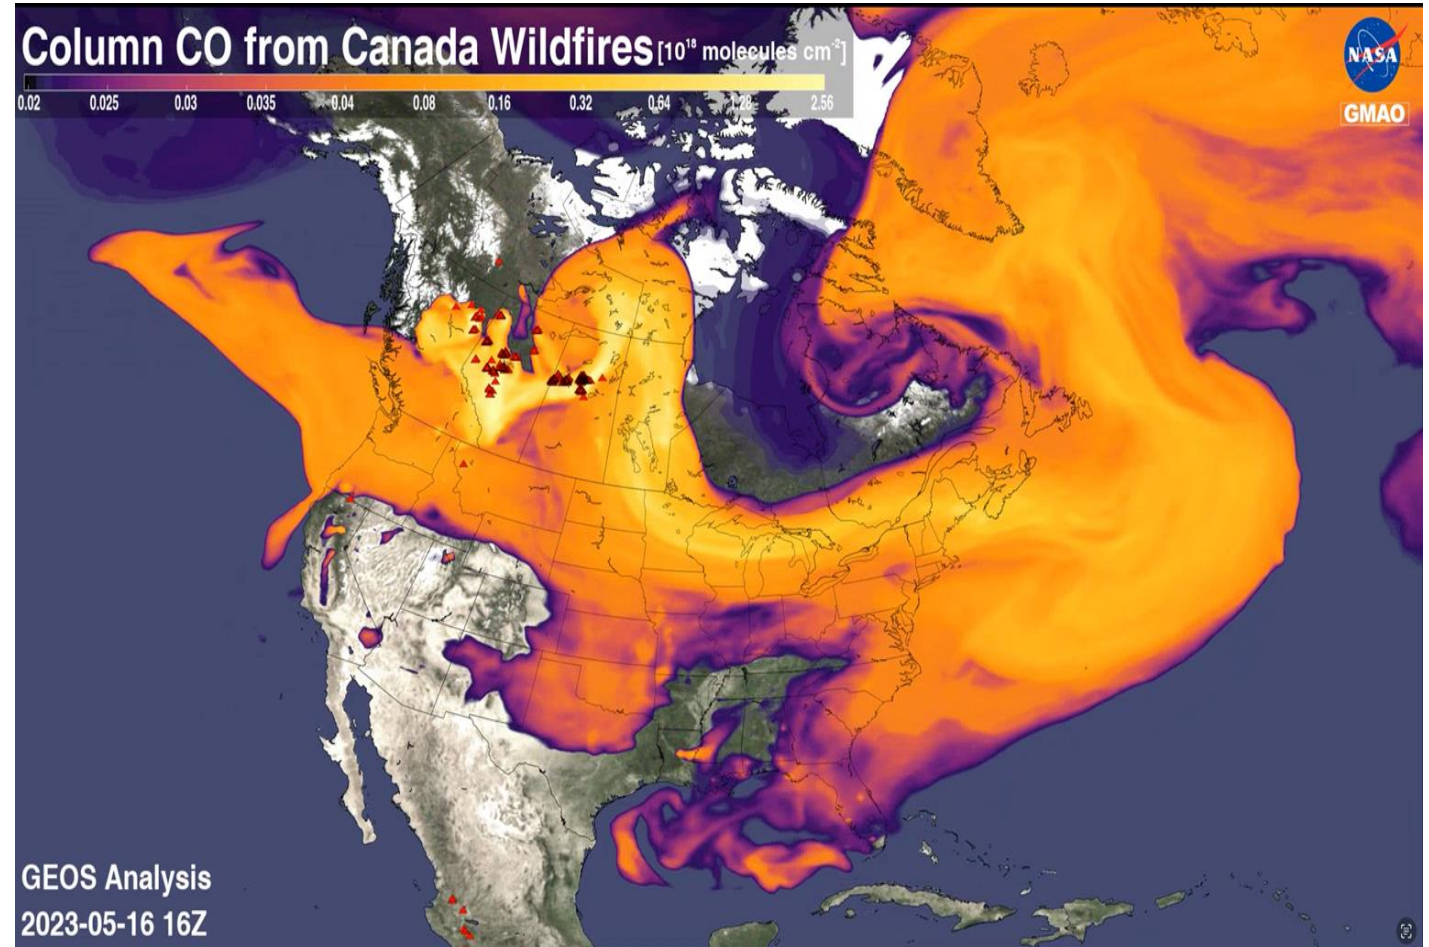 Column CO from Canada Wildfires [10¹⁸ molecules cm⁻²]
0.02 0.025 0.03 0.035 0.04 0.08 0.16 0.32 0.64 1.28 2.56
NASA
GMAO
GEOS Analysis
2023-05-16 16Z